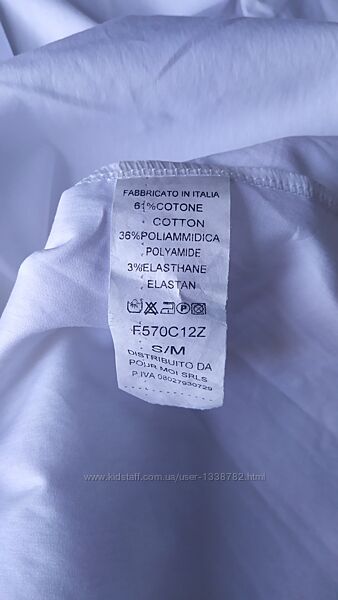 FABBRICATO IN ITALIA
61%COTONE
COTTON
36%POLIAMMIDICA
POLYAMIDE
3%ELASTHANE
ELASTAN
P
F570C12Z
S/M
DISTRIBUITO DA
POUR MOI SRLS
P.IVA 08027930729
www.kidstaff.com.ua/user-1338782.html